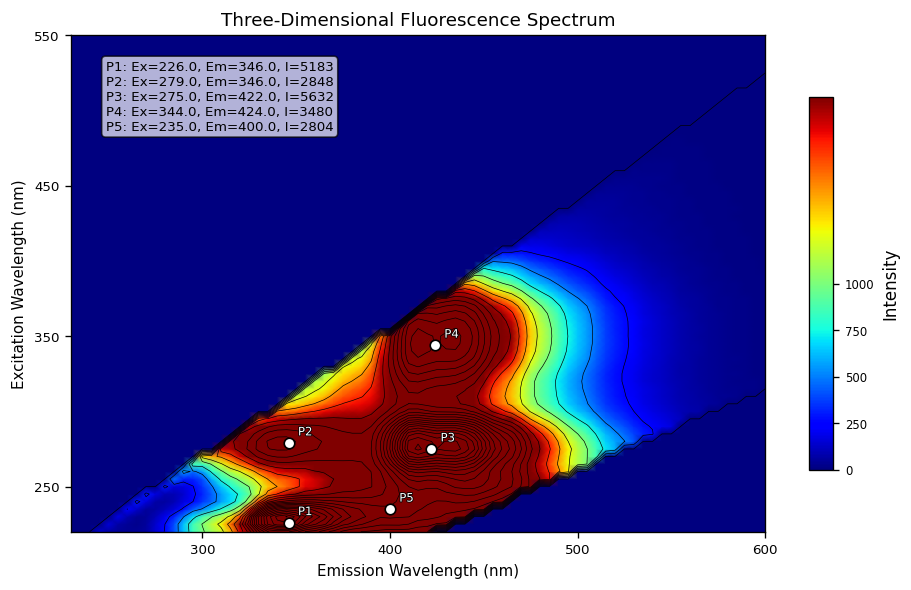 Three-Dimensional Fluorescence Spectrum
P1: Ex=226.0, Em=346.0, I=5183
P2: Ex=279.0, Em=346.0, I=2848
P3: Ex=275.0, Em=422.0, I=5632
P4: Ex=344.0, Em=424.0, I=3480
P5: Ex=235.0, Em=400.0, I=2804
550
450
350
250
Excitation Wavelength (nm)
P4
P2
P3
P5
P1
300 400 500 600
Emission Wavelength (nm)
1000
750
500
250
0
Intensity